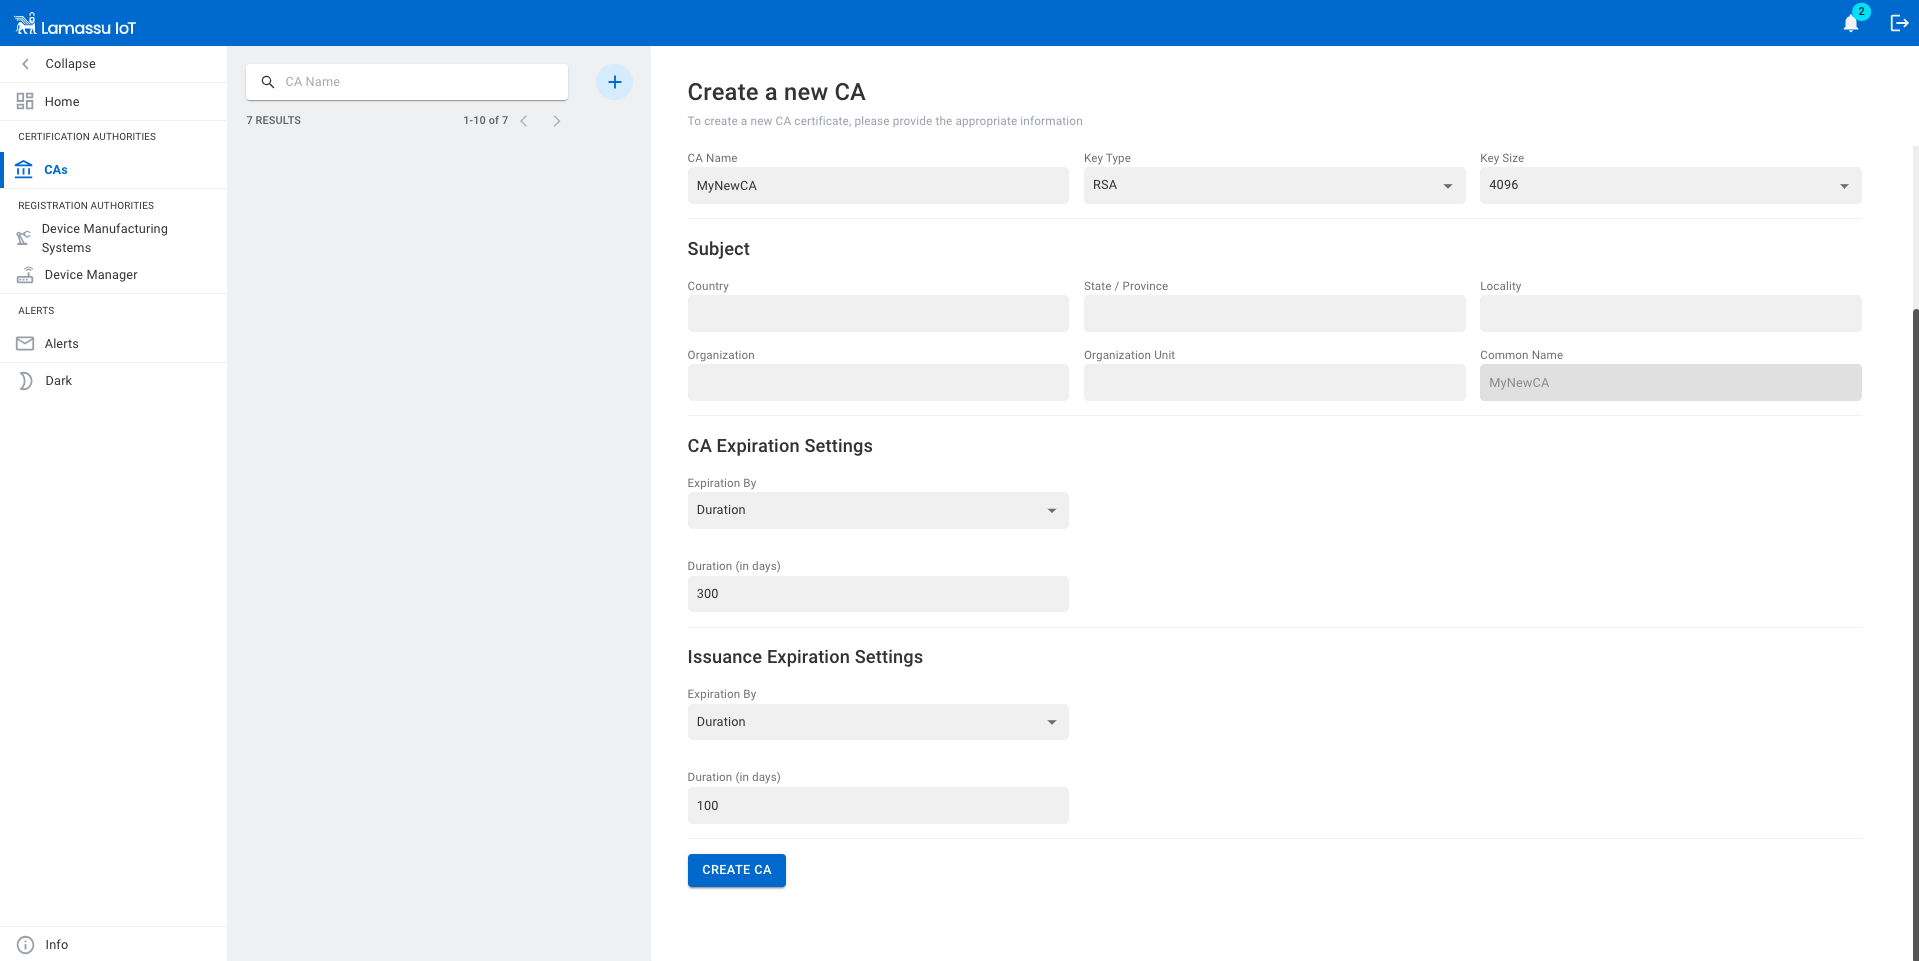 Lamassu IoT
2
Collapse
Home
CERTIFICATION AUTHORITIES
CAs
REGISTRATION AUTHORITIES
Device Manufacturing
Systems
Device Manager
ALERTS
Alerts
Dark
Info
CA Name
7 RESULTS
1-10 of 7
Create a new CA
To create a new CA certificate, please provide the appropriate information
CA Name
Key Type
Key Size
MyNewCA
RSA
4096
Subject
Country
State / Province
Locality
Organization
Organization Unit
Common Name
MyNewCA
CA Expiration Settings
Expiration By
Duration
Duration (in days)
300
Issuance Expiration Settings
Expiration By
Duration
Duration (in days)
100
CREATE CA